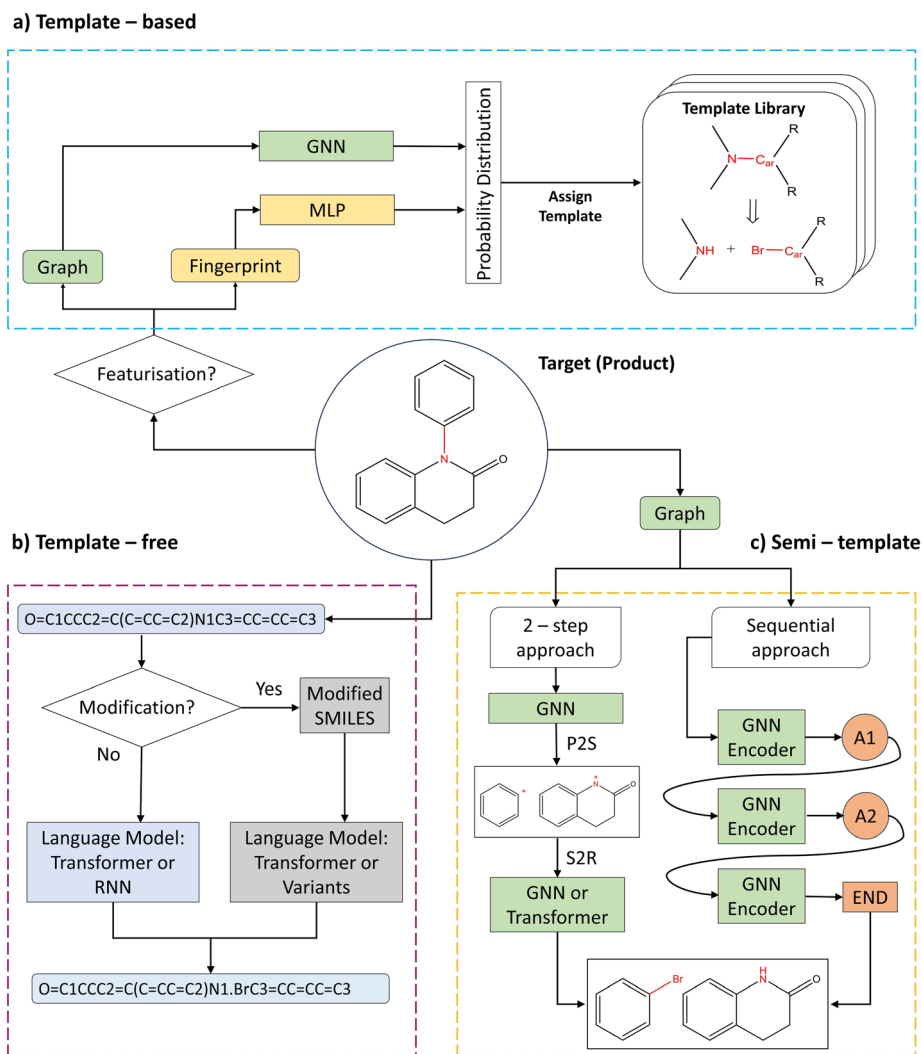 a) Template – based
GNN
MLP
Graph
Fingerprint
Probability Distribution
Assign
Template
Template Library
N
Car
R
R
NH
+
Br
Car
R
R
Featurisation?
Target (Product)
N
O
Graph
b) Template – free
O=C1CCC2=C(C=CC=C2)N1C3=CC=CC=C3
Modification?
Yes
No
Modified
SMILES
Language Model:
Transformer or
RNN
Language Model:
Transformer or
Variants
O=C1CCC2=C(C=CC=C2)N1.BrC3=CC=CC=C3
c) Semi – template
2 – step
approach
GNN
P2S
*
*
N
O
S2R
GNN or
Transformer
Sequential
approach
GNN
Encoder
A1
GNN
Encoder
A2
GNN
Encoder
END
Br
H
N
O